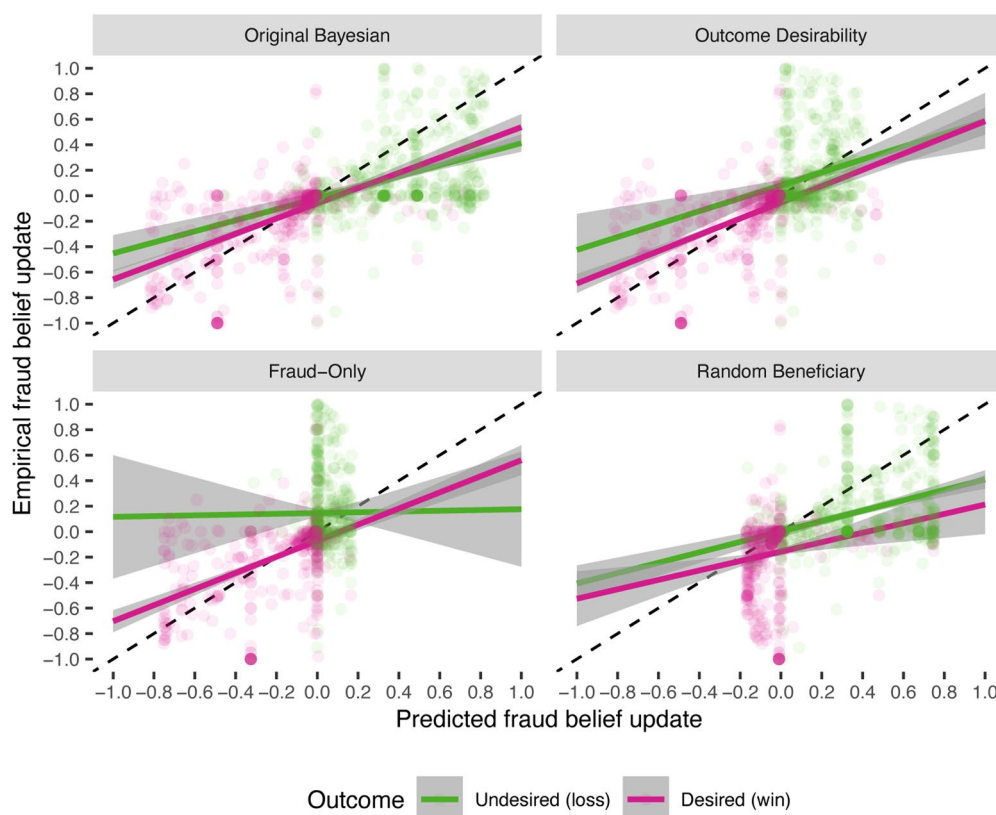 Original Bayesian
Outcome Desirability
1.0
0.8
0.6
0.4
0.2
0.0
−0.2
−0.4
−0.6
−0.8
−1.0
Fraud−Only
Random Beneficiary
1.0
0.8
0.6
0.4
0.2
0.0
−0.2
−0.4
−0.6
−0.8
−1.0
Empirical fraud belief update
−1.0 −0.8 −0.6 −0.4 −0.2 0.0 0.2 0.4 0.6 0.8 1.0
−1.0 −0.8 −0.6 −0.4 −0.2 0.0 0.2 0.4 0.6 0.8 1.0
Predicted fraud belief update
Outcome Undesired (loss) Desired (win)